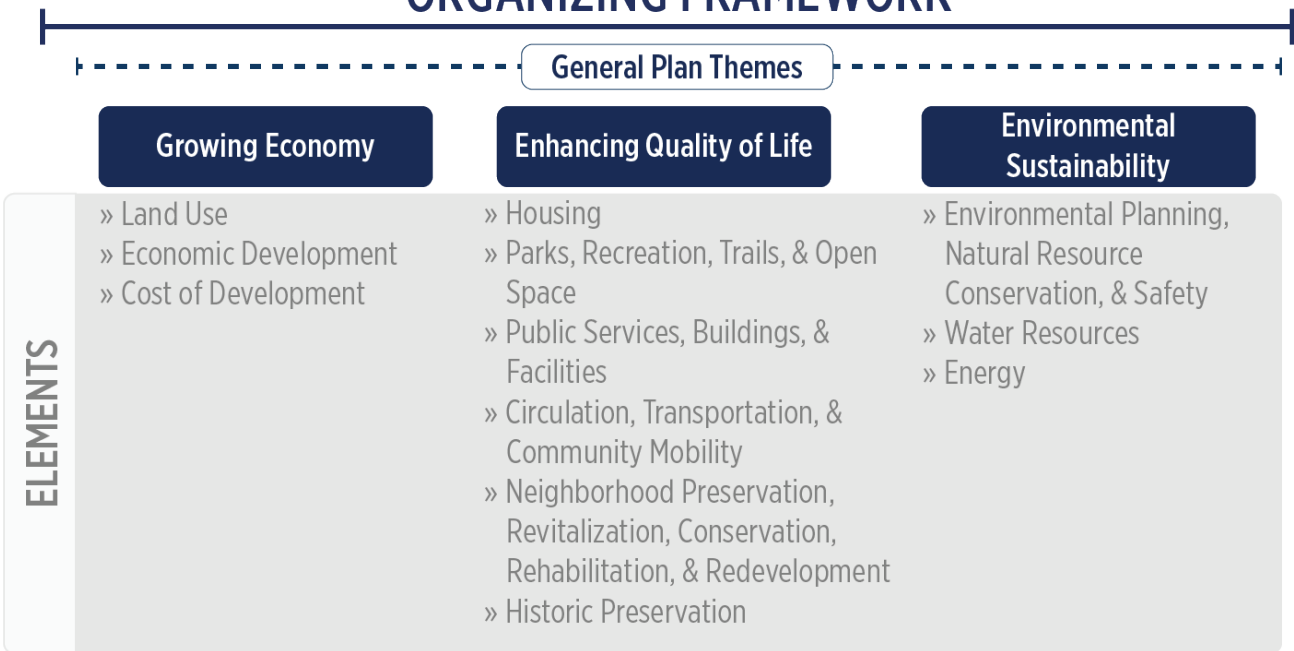 ORGANIZING FRAMEWORK
General Plan Themes
Growing Economy
Enhancing Quality of Life
Environmental
Sustainability
ELEMENTS
» Land Use
» Economic Development
» Cost of Development
» Housing
» Parks, Recreation, Trails, & Open
Space
» Public Services, Buildings, &
Facilities
» Circulation, Transportation, &
Community Mobility
» Neighborhood Preservation,
Revitalization, Conservation,
Rehabilitation, & Redevelopment
» Historic Preservation
» Environmental Planning,
Natural Resource
Conservation, & Safety
» Water Resources
» Energy